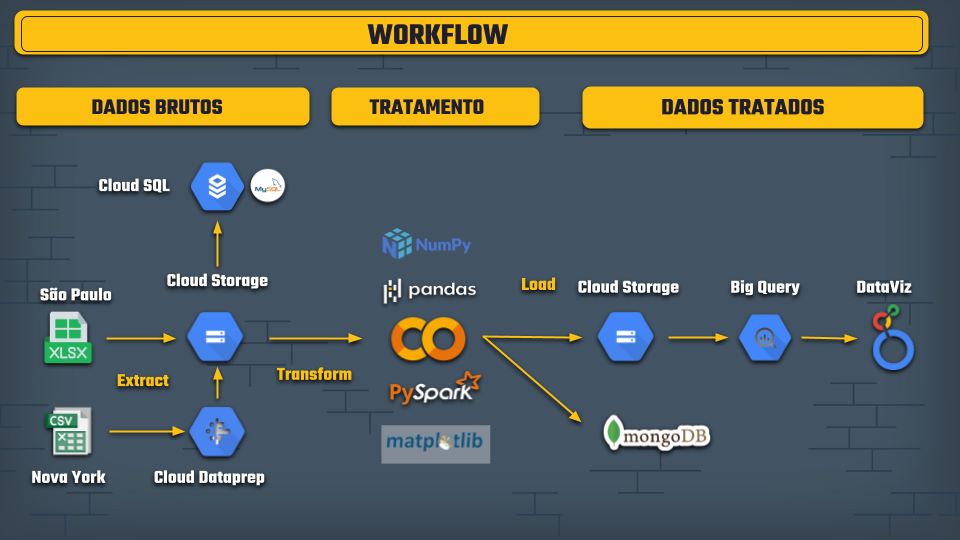 WORKFLOW
DADOS BRUTOS
TRATAMENTO
DADOS TRATADOS
Cloud SQL
MySQL
NumPy
Cloud Storage
pandas
Load
Cloud Storage
Big Query
DataViz
São Paulo
XLSX
Extract
Transform
PySpark
CSV
matplotlib
mongoDB
Nova York
Cloud Dataprep